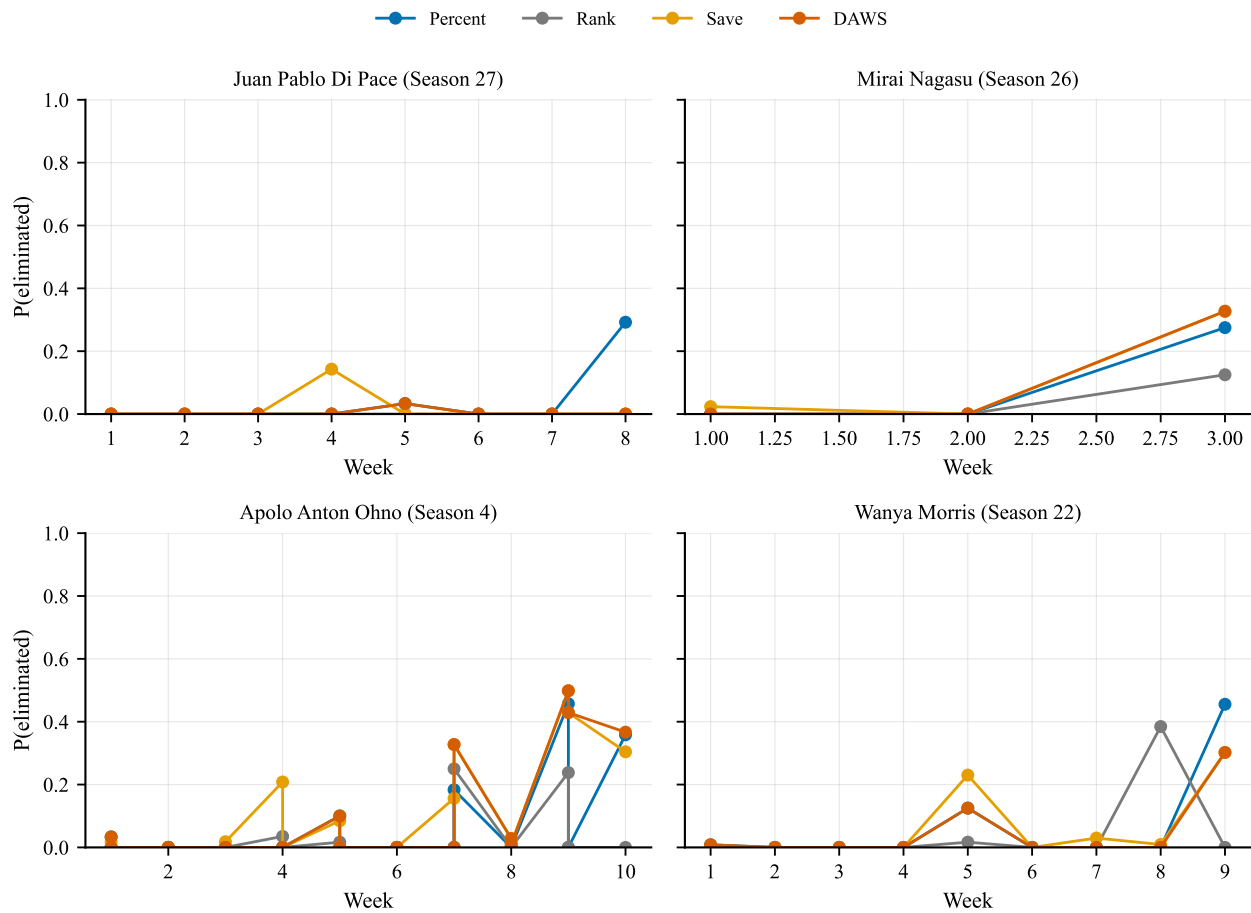 Percent Rank Save DAWS
Juan Pablo Di Pace (Season 27)
1.0
0.8
0.6
0.4
0.2
0.0
P(eliminated)
1 2 3 4 5 6 7 8
Week
Mirai Nagasu (Season 26)
1.00 1.25 1.50 1.75 2.00 2.25 2.50 2.75 3.00
Week
Apolo Anton Ohno (Season 4)
1.0
0.8
0.6
0.4
0.2
0.0
P(eliminated)
2 4 6 8 10
Week
Wanya Morris (Season 22)
1 2 3 4 5 6 7 8 9
Week